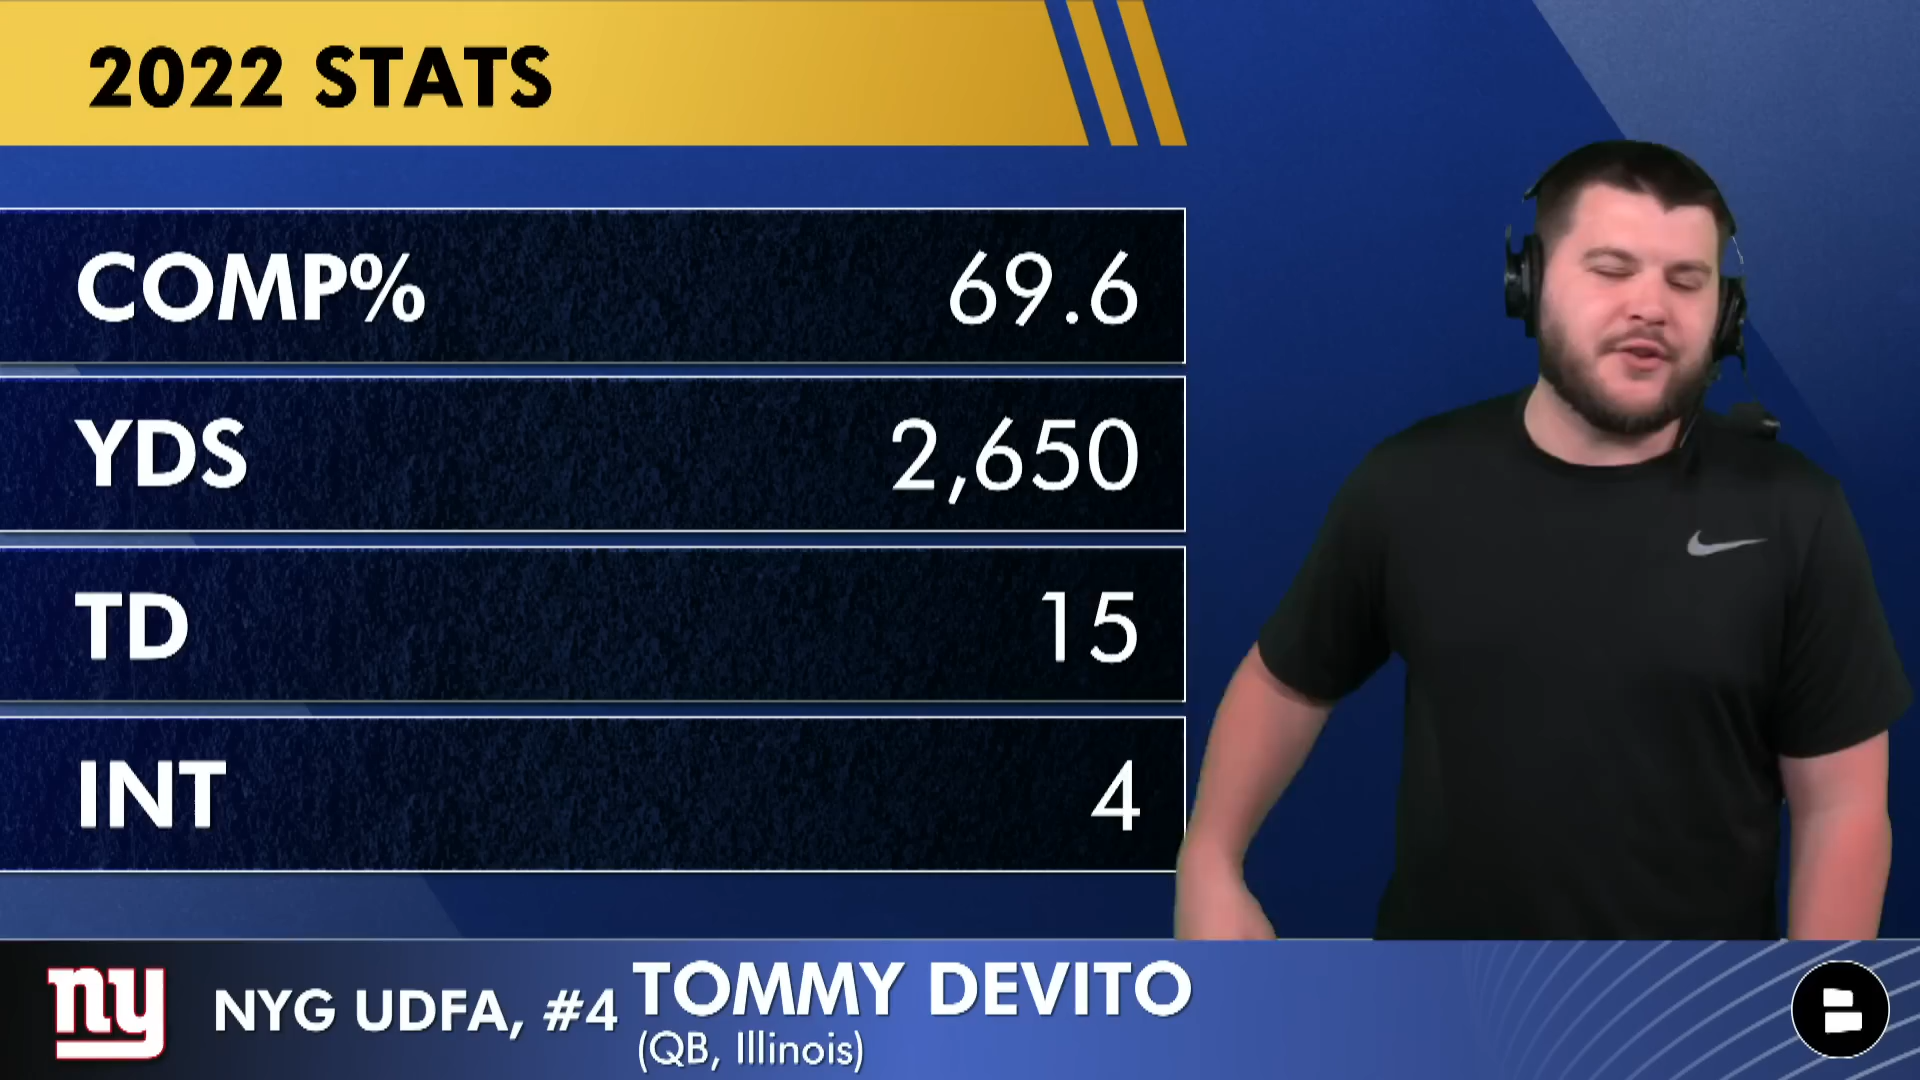 2022 STATS
COMP% 69.6
YDS 2,650
TD 15
INT 4
ny NYG UDFA, #4 TOMMY DEVITO
(QB, Illinois)